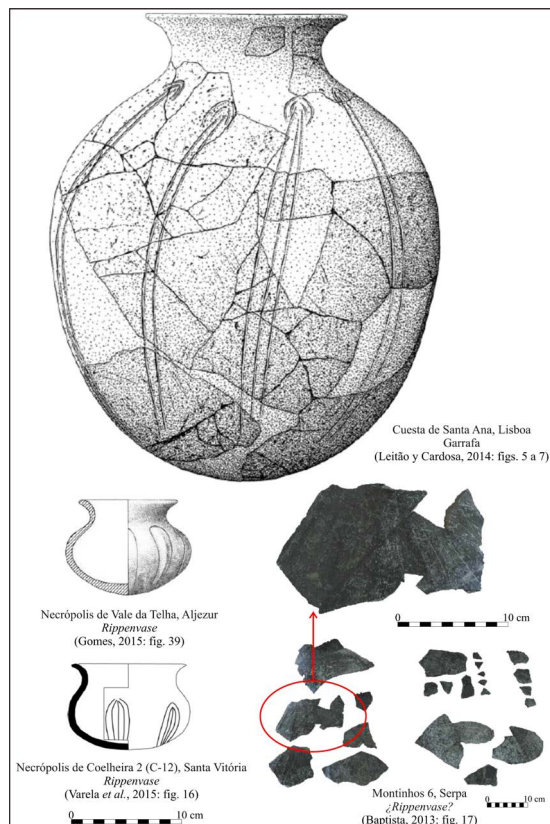 Cuesta de Santa Ana, Lisboa
Garrafa
(Leitão y Cardosa, 2014: figs. 5 a 7)
Necrópolis de Vale da Telha, Aljezur
Rippenvase
(Gomes, 2015: fig. 39)
0 10 cm
Necrópolis de Coelheira 2 (C-12), Santa Vitória
Rippenvase
(Varela et al., 2015: fig. 16)
0 10 cm
Montinhos 6, Serpa
¿Rippenvase?
(Baptista, 2013: fig. 17)
0 10 cm